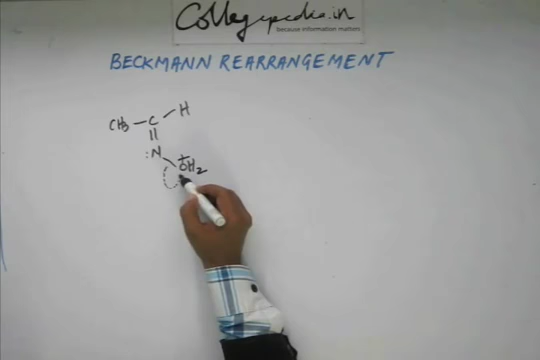 Collegepedia.in
because information matters
BECKMANN REARRANGEMENT
CH3 – C – H
||
:N
+
OH2